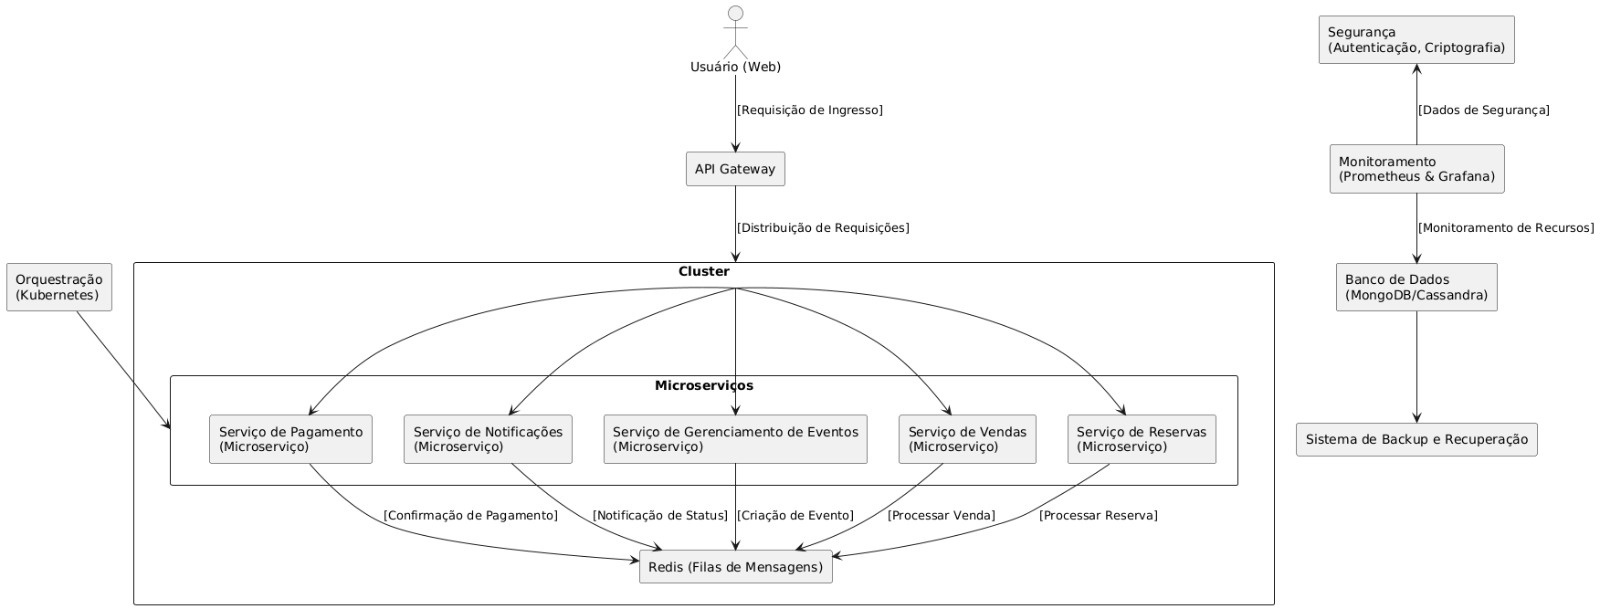 Usuário (Web)
[Requisição de Ingresso]
API Gateway
[Distribuição de Requisições]
Segurança
(Autenticação, Criptografia)
[Dados de Segurança]
Monitoramento
(Prometheus & Grafana)
[Monitoramento de Recursos]
Banco de Dados
(MongoDB/Cassandra)
Sistema de Backup e Recuperação
Orquestração
(Kubernetes)
Cluster
Microserviços
Serviço de Pagamento
(Microserviço)
Serviço de Notificações
(Microserviço)
Serviço de Gerenciamento de Eventos
(Microserviço)
Serviço de Vendas
(Microserviço)
Serviço de Reservas
(Microserviço)
[Confirmação de Pagamento]
[Notificação de Status]
[Criação de Evento]
[Processar Venda]
[Processar Reserva]
Redis (Filas de Mensagens)